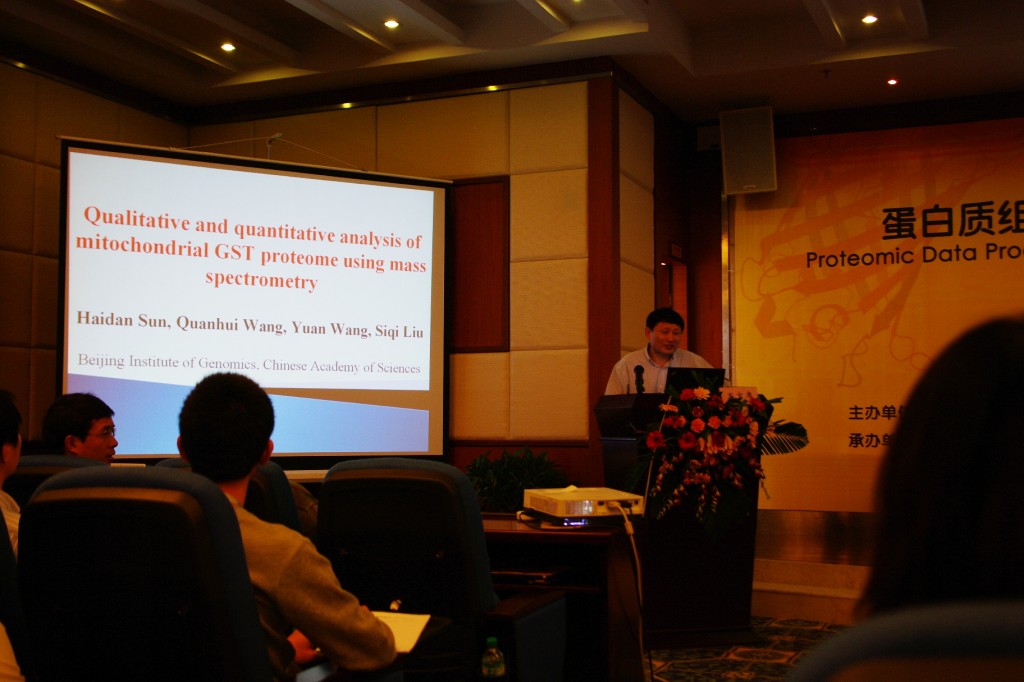 Qualitative and quantitative analysis of
mitochondrial GST proteome using mass
spectrometry
Haidan Sun, Quanhui Wang, Yuan Wang, Siqi Liu
Beijing Institute of Genomics, Chinese Academy of Sciences
蛋白质组
Proteomic Data Pro
主办单
承办单